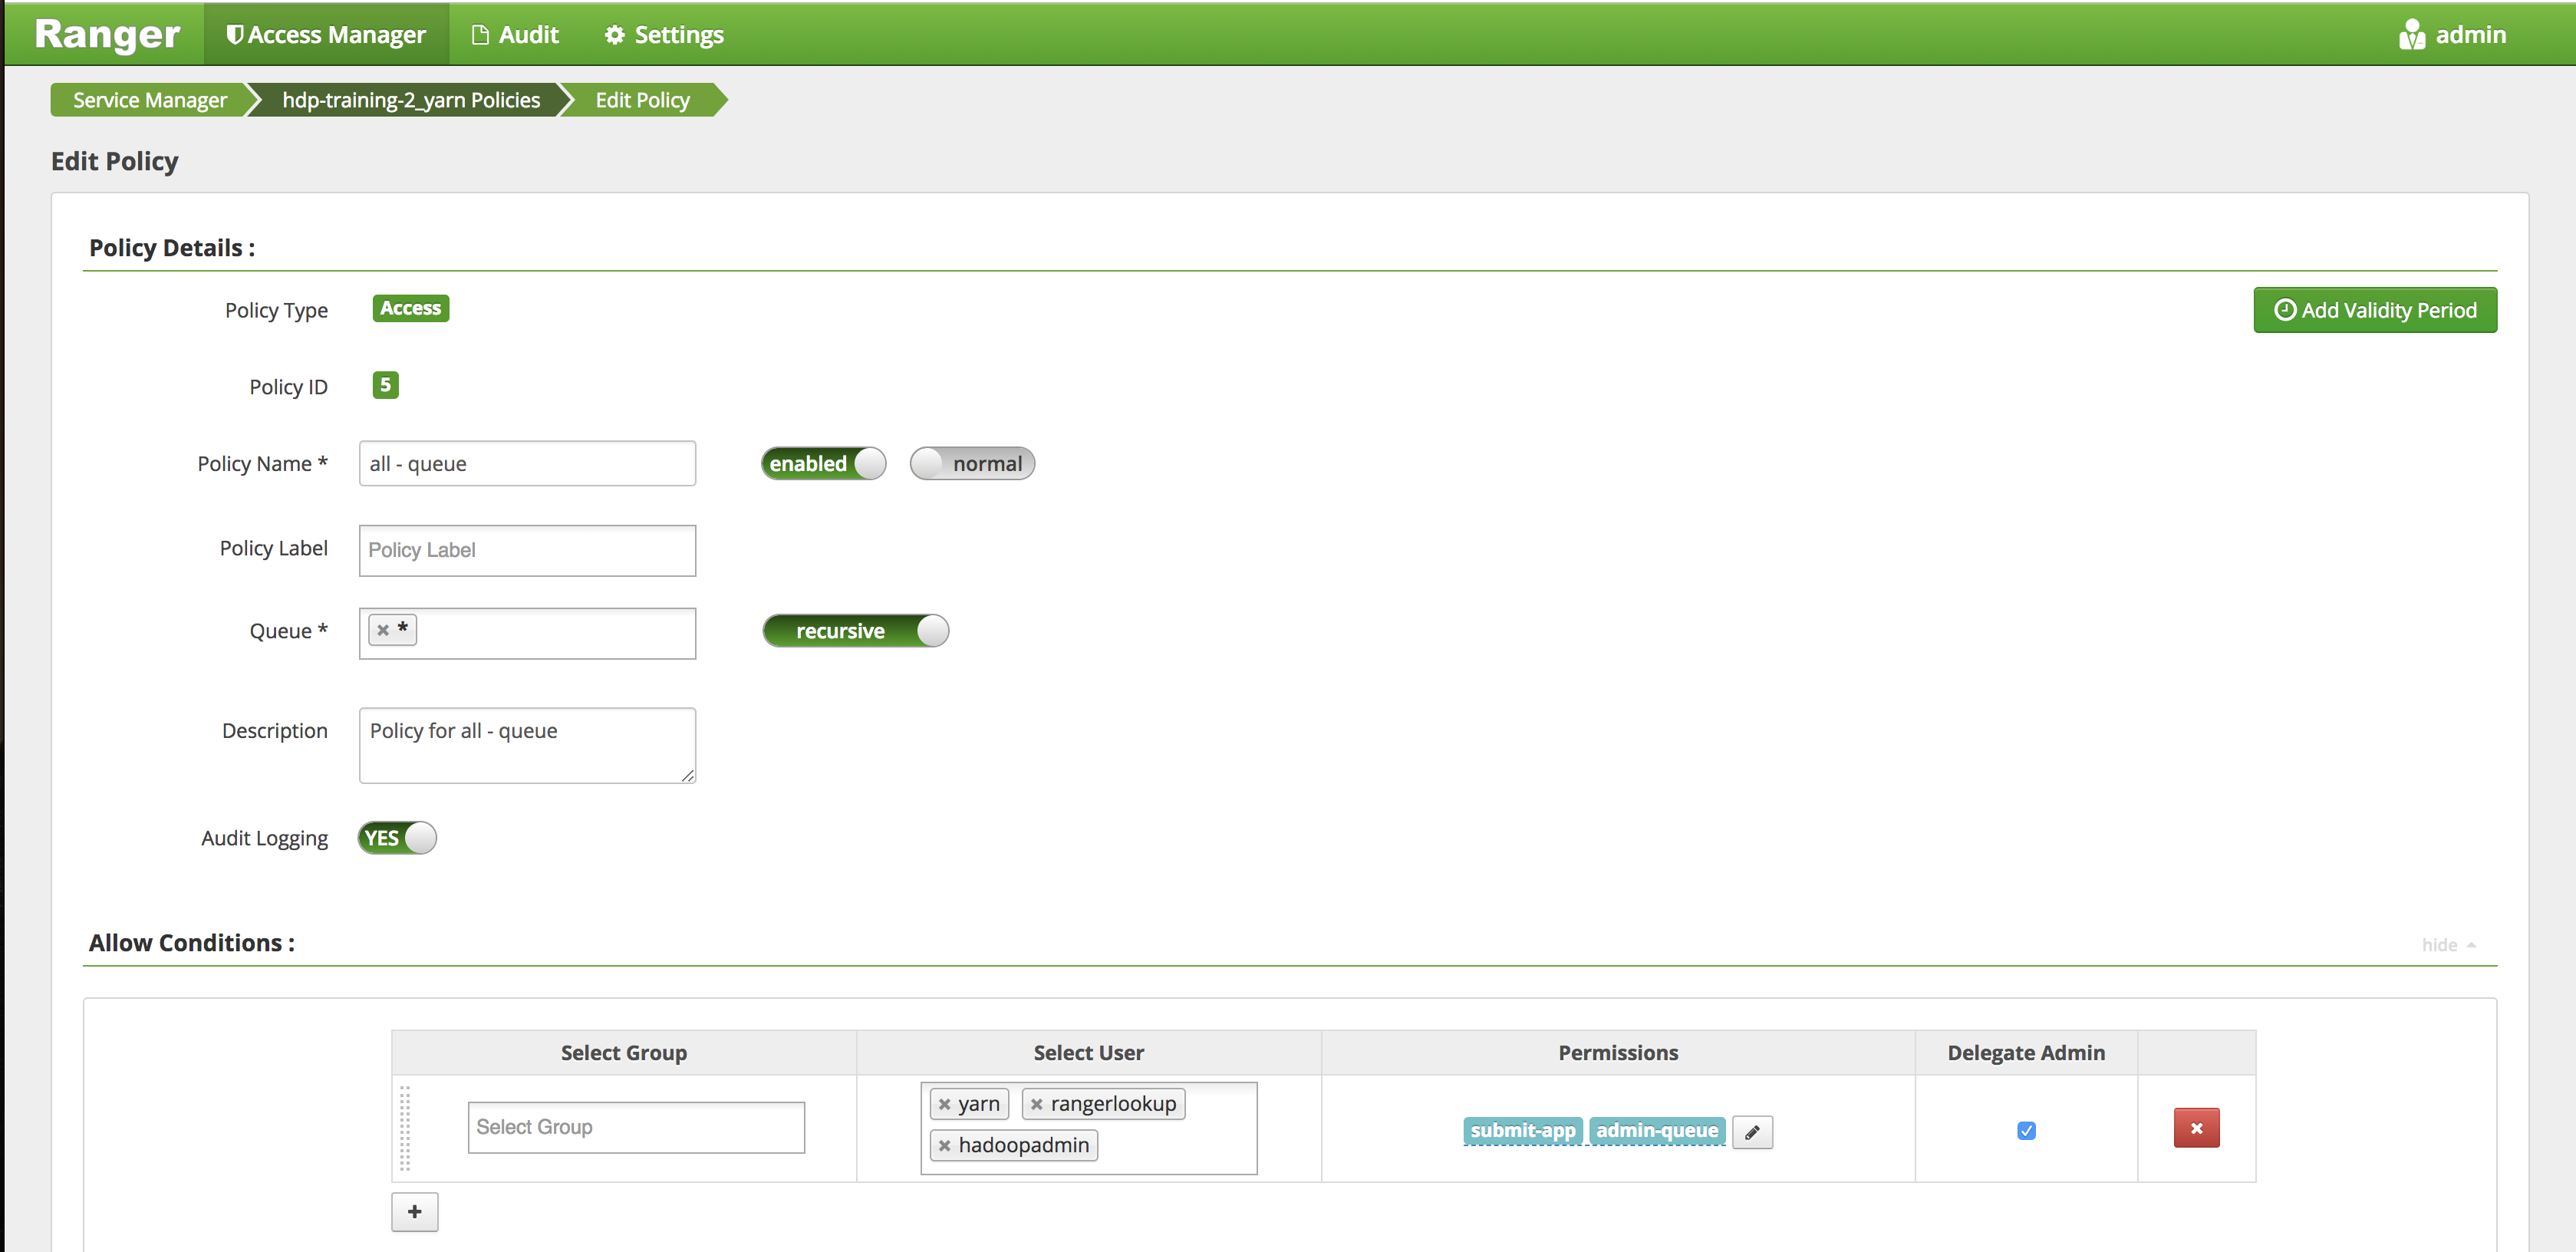 Ranger Access Manager Audit Settings admin
Service Manager hdp-training-2_yarn Policies Edit Policy
Edit Policy
Policy Details :
Policy Type Access Add Validity Period
Policy ID 5
Policy Name * all - queue enabled normal
Policy Label Policy Label
Queue * × * recursive
Description Policy for all - queue
Audit Logging YES
Allow Conditions : hide
Select Group Select User Permissions Delegate Admin
× yarn × rangerlookup
Select Group submit-app admin-queue
× hadoopadmin
+